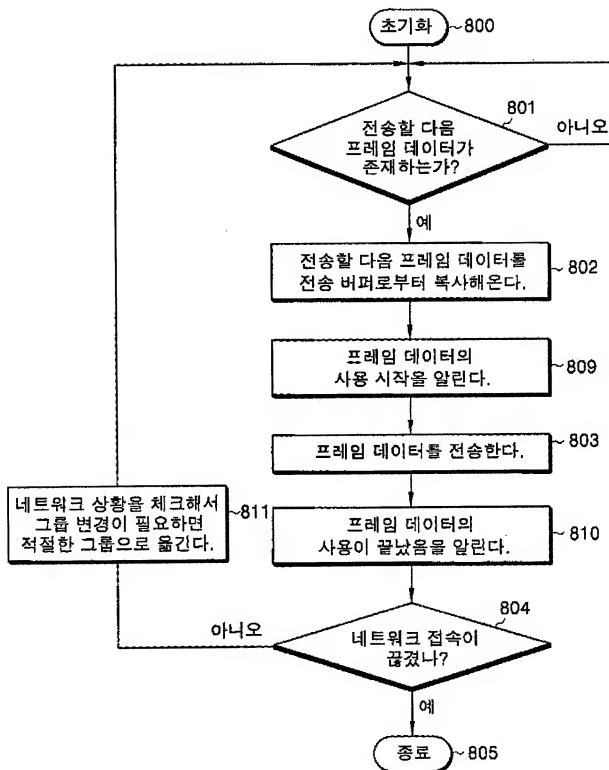 초기화
800
801
전송할 다음
프레임 데이터가
존재하는가?
아니오
예
전송할 다음 프레임 데이터를
전송 버퍼로부터 복사해온다.
802
프레임 데이터의
사용 시작을 알린다.
809
프레임 데이터를 전송한다.
803
네트워크 상황을 체크해서
그룹 변경이 필요하면
적절한 그룹으로 옮긴다.
811
프레임 데이터의
사용이 끝났음을 알린다.
810
804
아니오
네트워크 접속이
끊겼나?
예
종료
805